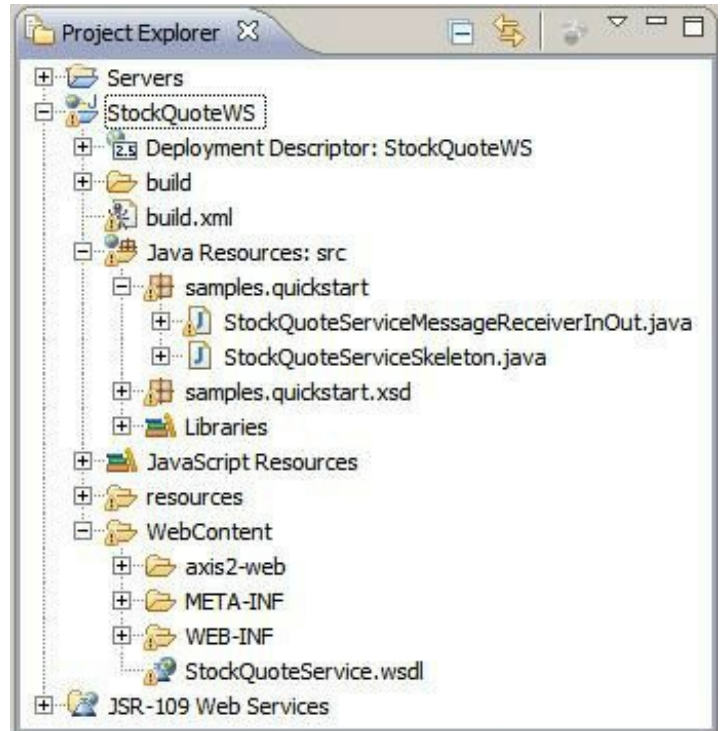 Project Explorer
Servers
StockQuoteWS
2.5 Deployment Descriptor: StockQuoteWS
build
build.xml
Java Resources: src
samples.quickstart
J StockQuoteServiceMessageReceiverInOut.java
J StockQuoteServiceSkeleton.java
samples.quickstart.xsd
Libraries
JavaScript Resources
resources
WebContent
axis2-web
META-INF
WEB-INF
StockQuoteService.wsdl
JSR-109 Web Services